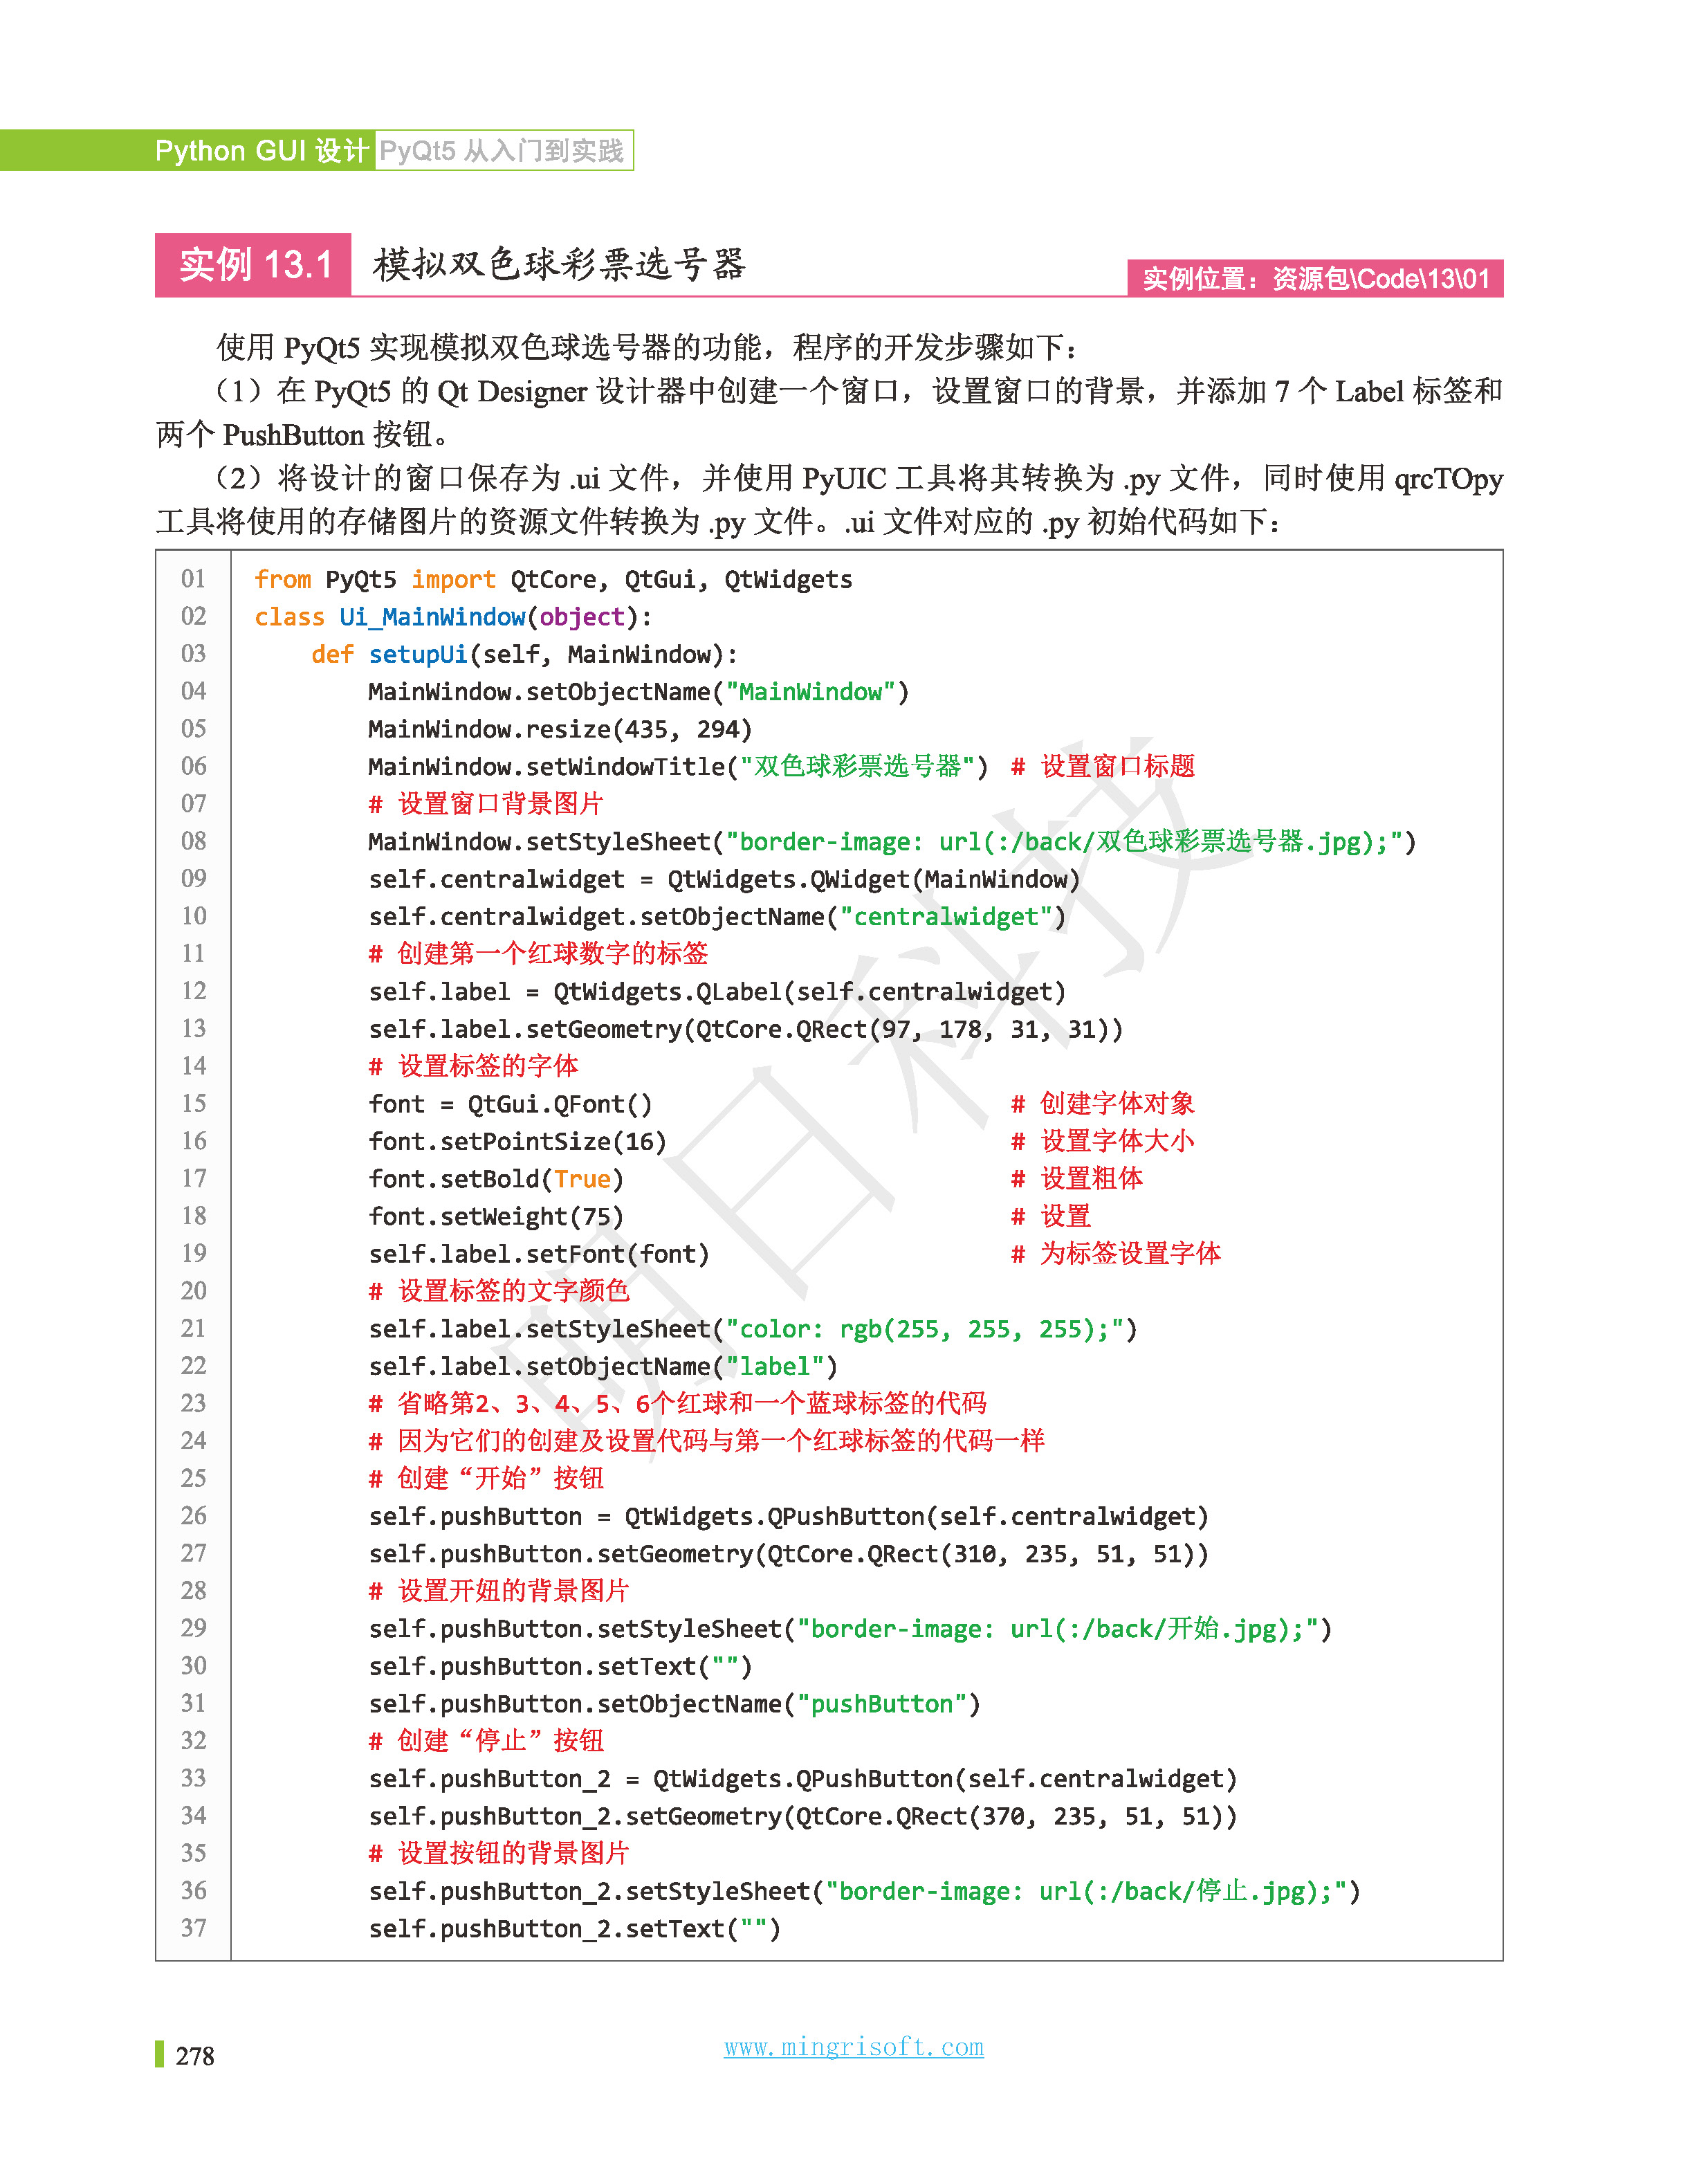 Python GUI 设计 PyQt5 从入门到实践
实例 13.1 模拟双色球彩票选号器
实例位置：资源包\Code\13\01
使用 PyQt5 实现模拟双色球选号器的功能，程序的开发步骤如下：
（1）在 PyQt5 的 Qt Designer 设计器中创建一个窗口，设置窗口的背景，并添加 7 个 Label 标签和
两个 PushButton 按钮。
（2）将设计的窗口保存为 .ui 文件，并使用 PyUIC 工具将其转换为 .py 文件，同时使用 qrcTOpy
工具将使用的存储图片的资源文件转换为 .py 文件。.ui 文件对应的 .py 初始代码如下：
01 from PyQt5 import QtCore, QtGui, QtWidgets
02 class Ui_MainWindow(object):
03     def setupUi(self, MainWindow):
04         MainWindow.setObjectName("MainWindow")
05         MainWindow.resize(435, 294)
06         MainWindow.setWindowTitle("双色球彩票选号器") # 设置窗口标题
07         # 设置窗口背景图片
08         MainWindow.setStyleSheet("border-image: url(:/back/双色球彩票选号器.jpg);")
09         self.centralwidget = QtWidgets.QWidget(MainWindow)
10         self.centralwidget.setObjectName("centralwidget")
11         # 创建第一个红球数字的标签
12         self.label = QtWidgets.QLabel(self.centralwidget)
13         self.label.setGeometry(QtCore.QRect(97, 178, 31, 31))
14         # 设置标签的字体
15         font = QtGui.QFont() # 创建字体对象
16         font.setPointSize(16) # 设置字体大小
17         font.setBold(True) # 设置粗体
18         font.setWeight(75) # 设置
19         self.label.setFont(font) # 为标签设置字体
20         # 设置标签的文字颜色
21         self.label.setStyleSheet("color: rgb(255, 255, 255);")
22         self.label.setObjectName("label")
23         # 省略第2、3、4、5、6个红球和一个蓝球标签的代码
24         # 因为它们的创建及设置代码与第一个红球标签的代码一样
25         # 创建“开始”按钮
26         self.pushButton = QtWidgets.QPushButton(self.centralwidget)
27         self.pushButton.setGeometry(QtCore.QRect(310, 235, 51, 51))
28         # 设置开妞的背景图片
29         self.pushButton.setStyleSheet("border-image: url(:/back/开始.jpg);")
30         self.pushButton.setText("")
31         self.pushButton.setObjectName("pushButton")
32         # 创建“停止”按钮
33         self.pushButton_2 = QtWidgets.QPushButton(self.centralwidget)
34         self.pushButton_2.setGeometry(QtCore.QRect(370, 235, 51, 51))
35         # 设置按钮的背景图片
36         self.pushButton_2.setStyleSheet("border-image: url(:/back/停止.jpg);")
37         self.pushButton_2.setText("")
明日科技
278
www.mingrisoft.com